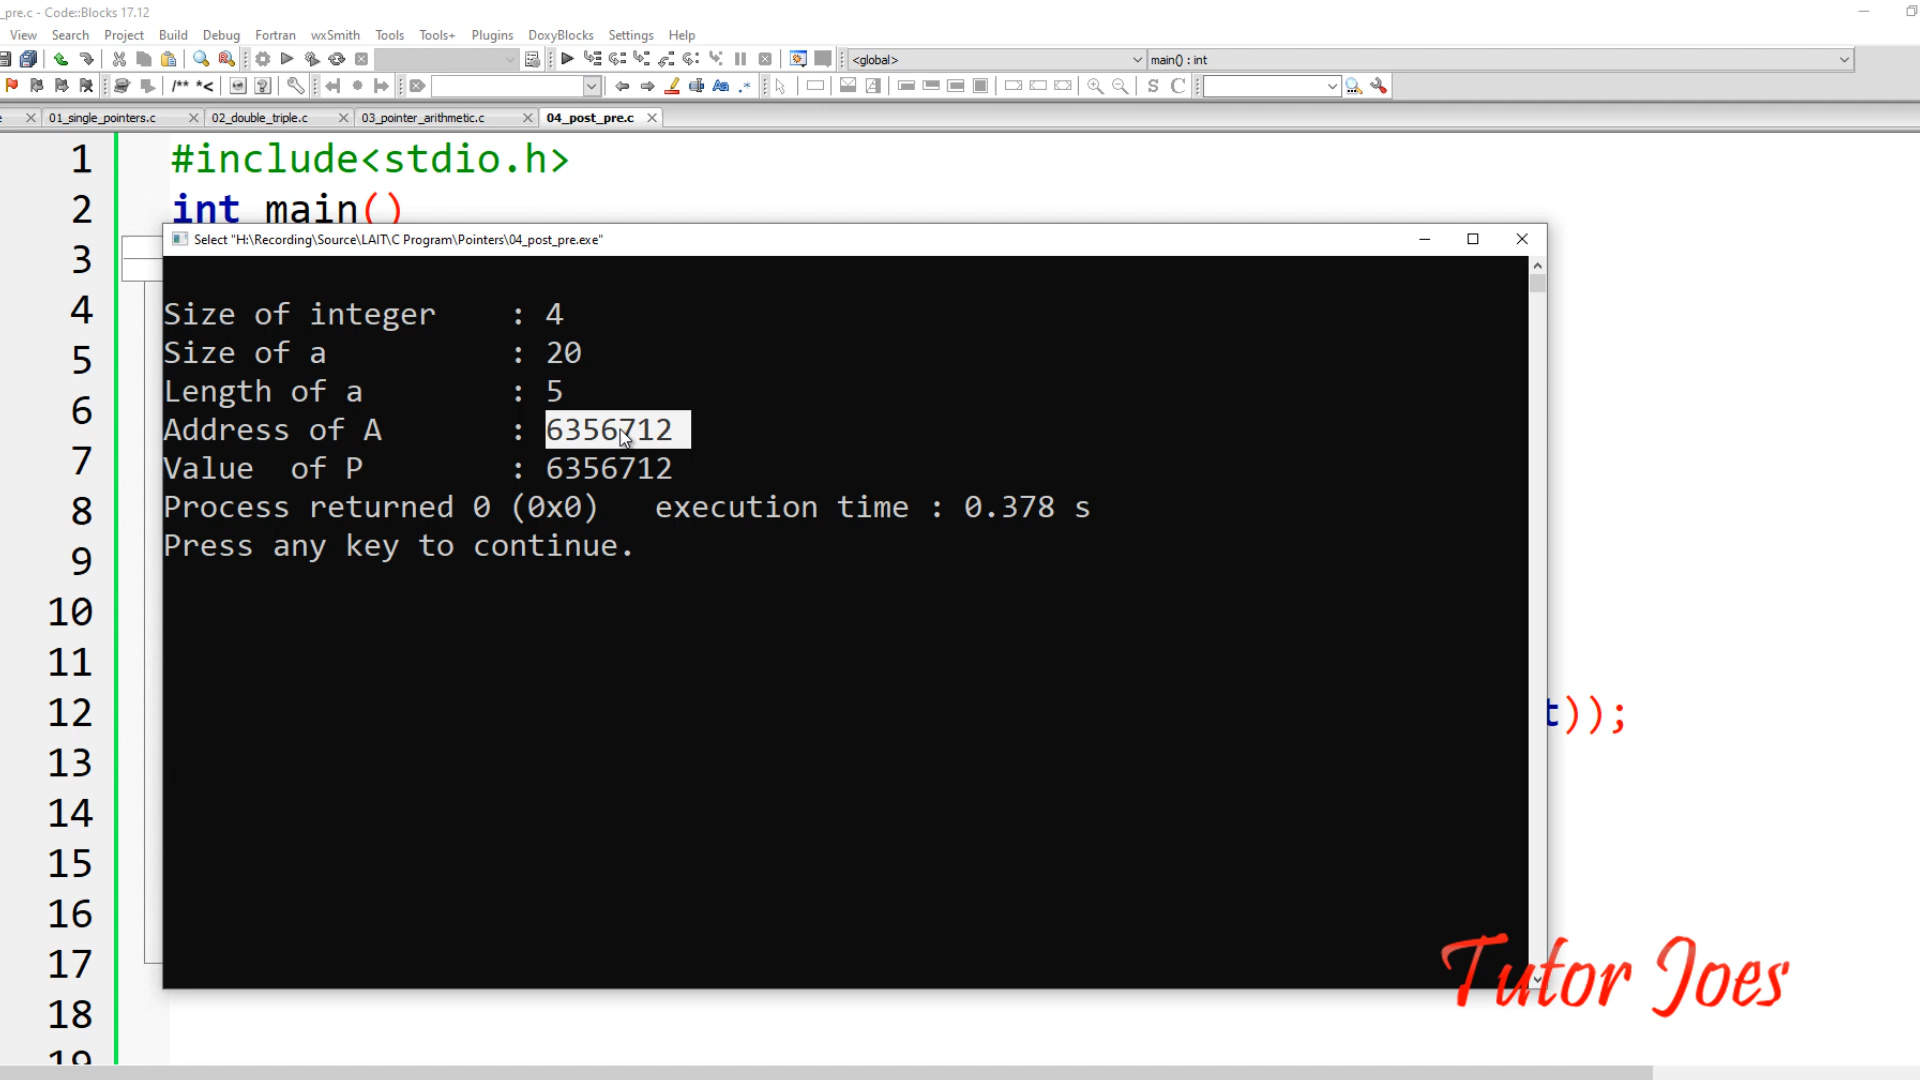 _pre.c - Code::Blocks 17.12
View Search Project Build Debug Fortran wxSmith Tools Tools+ Plugins DoxyBlocks Settings Help
<global> main() : int
01_single_pointers.c 02_double_triple.c 03_pointer_arithmetic.c 04_post_pre.c
1 #include<stdio.h>
2 int main()
Select "H:\Recording\Source\LAIT\C Program\Pointers\04_post_pre.exe"
3
4 Size of integer : 4
5 Size of a : 20
Length of a : 5
6 Address of A : 6356712
7 Value of P : 6356712
8 Process returned 0 (0x0) execution time : 0.378 s
9 Press any key to continue.
10
11
12 t));
13
14
15
16
17
Tutor Joes
18
19